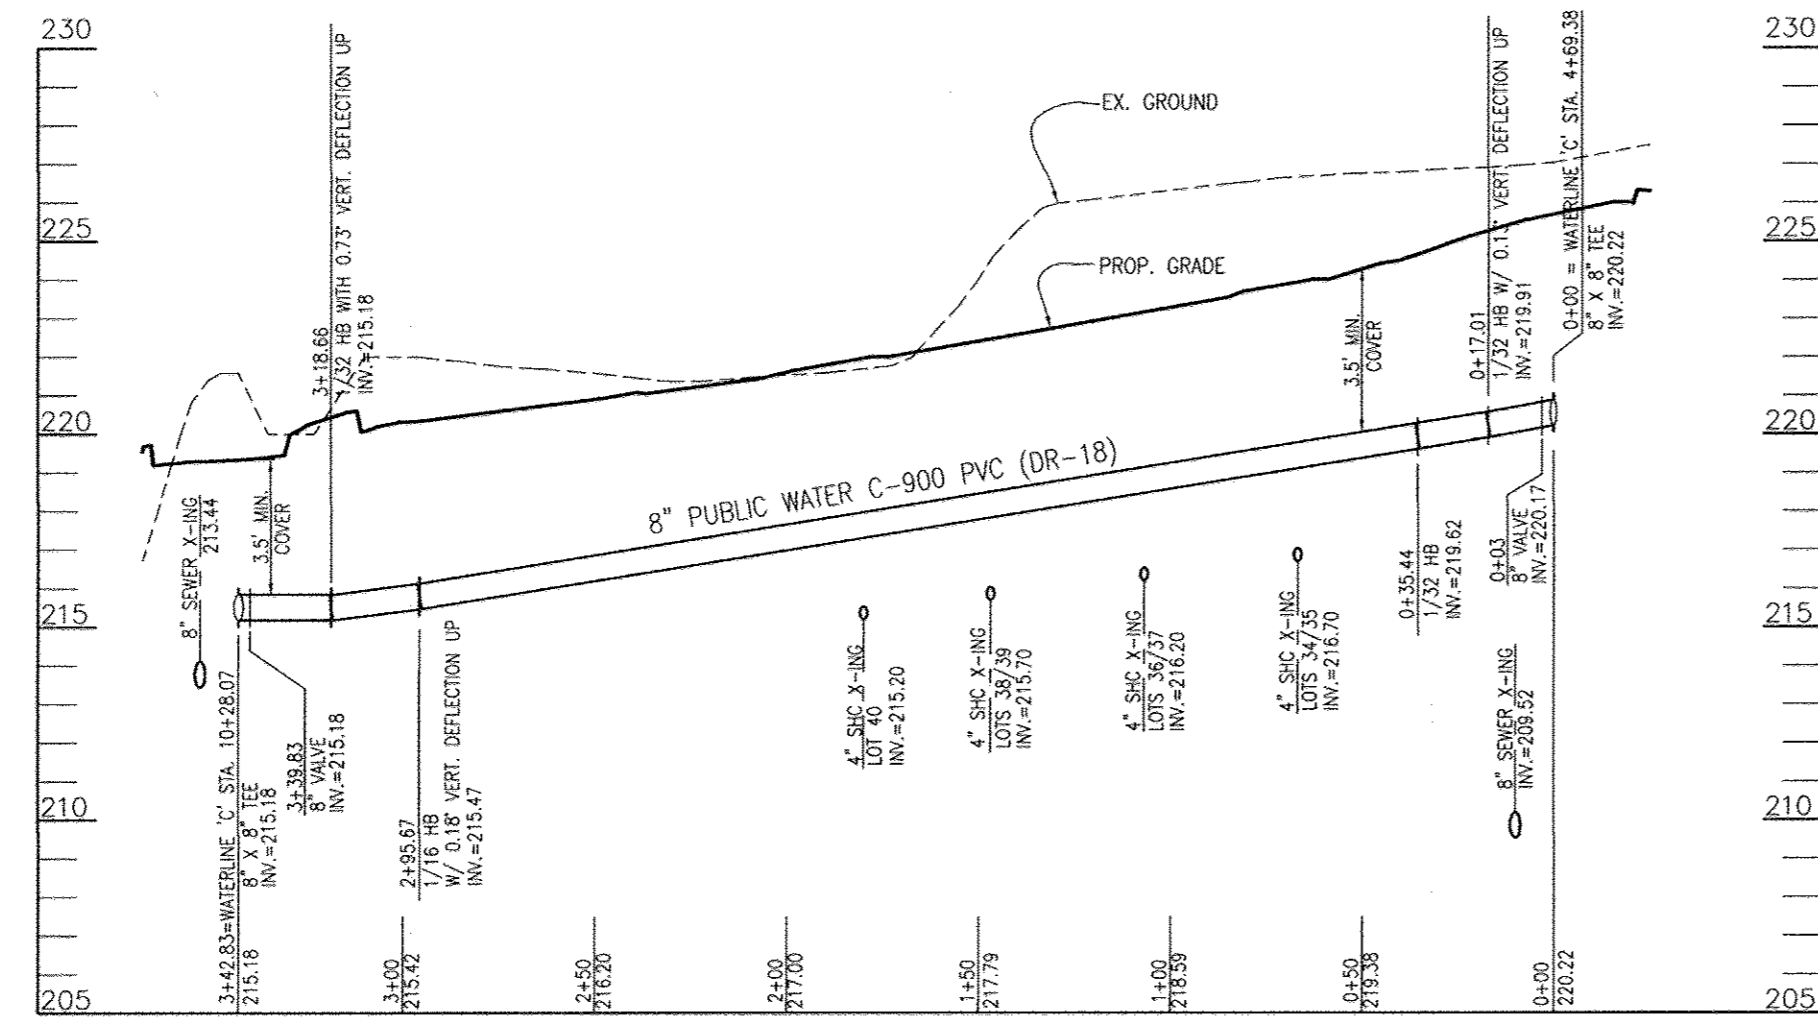 230
230
225
225
220
220
215
215
210
210
205
205
EX. GROUND
PROP. GRADE
3+18.66
1/32 HB WITH 0.73° VERT. DEFLECTION UP
INV.=215.18
0+17.01
1/32 HB W/ 0.13° VERT. DEFLECTION UP
INV.=219.91
0+00 = WATERLINE 'C' STA. 4+69.38
8" X 8" TEE
INV.=220.22
8" SEWER X-ING
213.44
3.5' MIN.
COVER
3.5' MIN.
COVER
8" PUBLIC WATER C-900 PVC (DR-18)
3+42.83=WATERLINE 'C' STA. 10+28.07
8" X 8" TEE
INV.=215.18
3+39.83
8" VALVE
INV.=215.18
2+95.67
1/16 HB
W/ 0.18° VERT. DEFLECTION UP
INV.=215.47
4" SHC X-ING
LOT 40
INV.=215.20
4" SHC X-ING
LOTS 38/39
INV.=215.70
4" SHC X-ING
LOTS 36/37
INV.=216.20
4" SHC X-ING
LOTS 34/35
INV.=216.70
0+35.44
1/32 HB
INV.=219.62
0+03
8" VALVE
INV.=220.17
8" SEWER X-ING
INV.=209.52
215.18
3+00
215.42
2+50
216.20
2+00
217.00
1+50
217.79
1+00
218.59
0+50
219.38
0+00
220.22